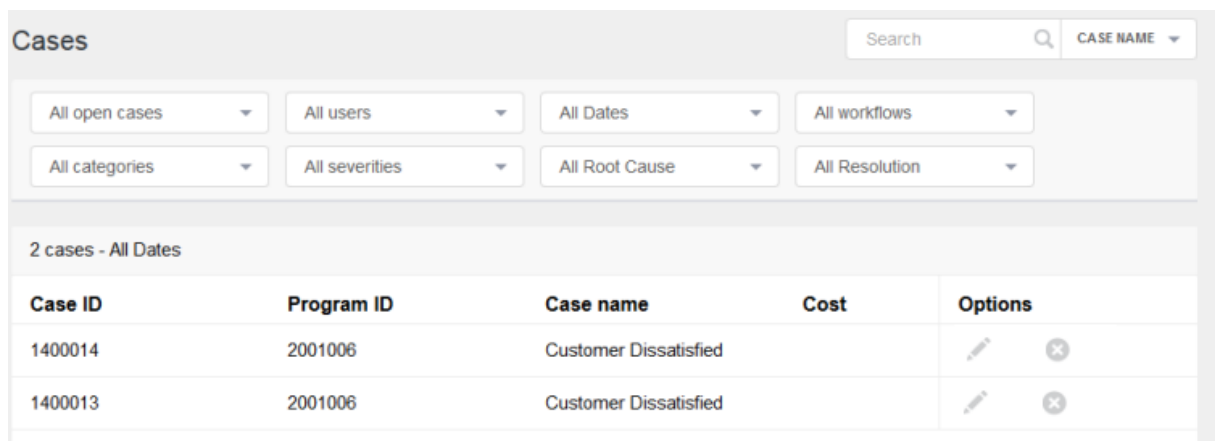 Cases Search CASE NAME
All open cases All users All Dates All workflows
All categories All severities All Root Cause All Resolution
2 cases - All Dates
Case ID Program ID Case name Cost Options
1400014 2001006 Customer Dissatisfied
1400013 2001006 Customer Dissatisfied